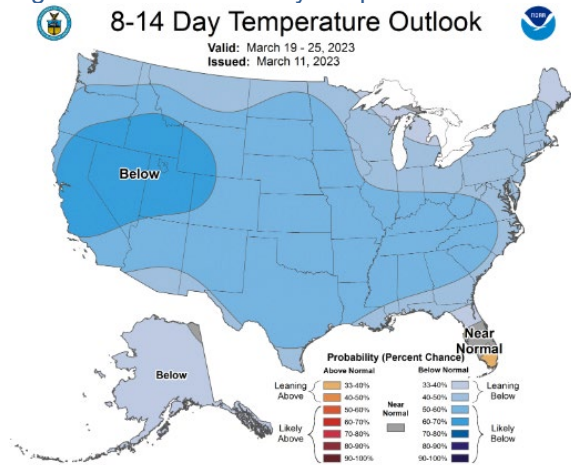 8-14 Day Temperature Outlook
Valid: March 19 - 25, 2023
Issued: March 11, 2023
NOAA
Below
Near
Normal
Below
Probability (Percent Chance)
Above Normal
Below Normal
Leaning
Above
33-40%
40-50%
Near
Normal
33-40%
40-50%
Leaning
Below
Likely
Above
50-60%
60-70%
70-80%
80-90%
90-100%
50-60%
60-70%
70-80%
80-90%
90-100%
Likely
Below